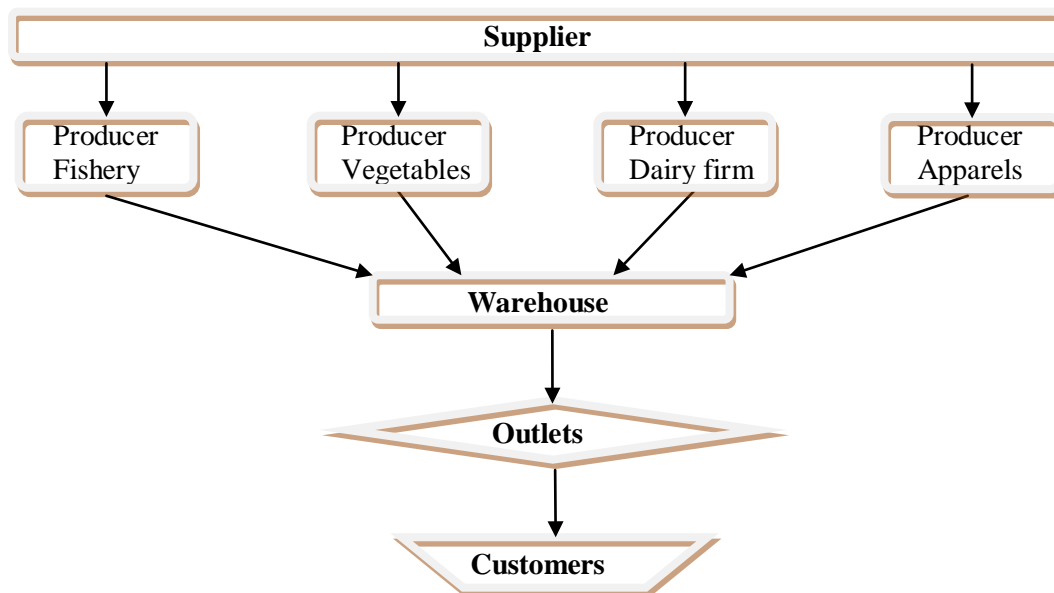 Supplier
Producer
Fishery
Producer
Vegetables
Producer
Dairy firm
Producer
Apparels
Warehouse
Outlets
Customers